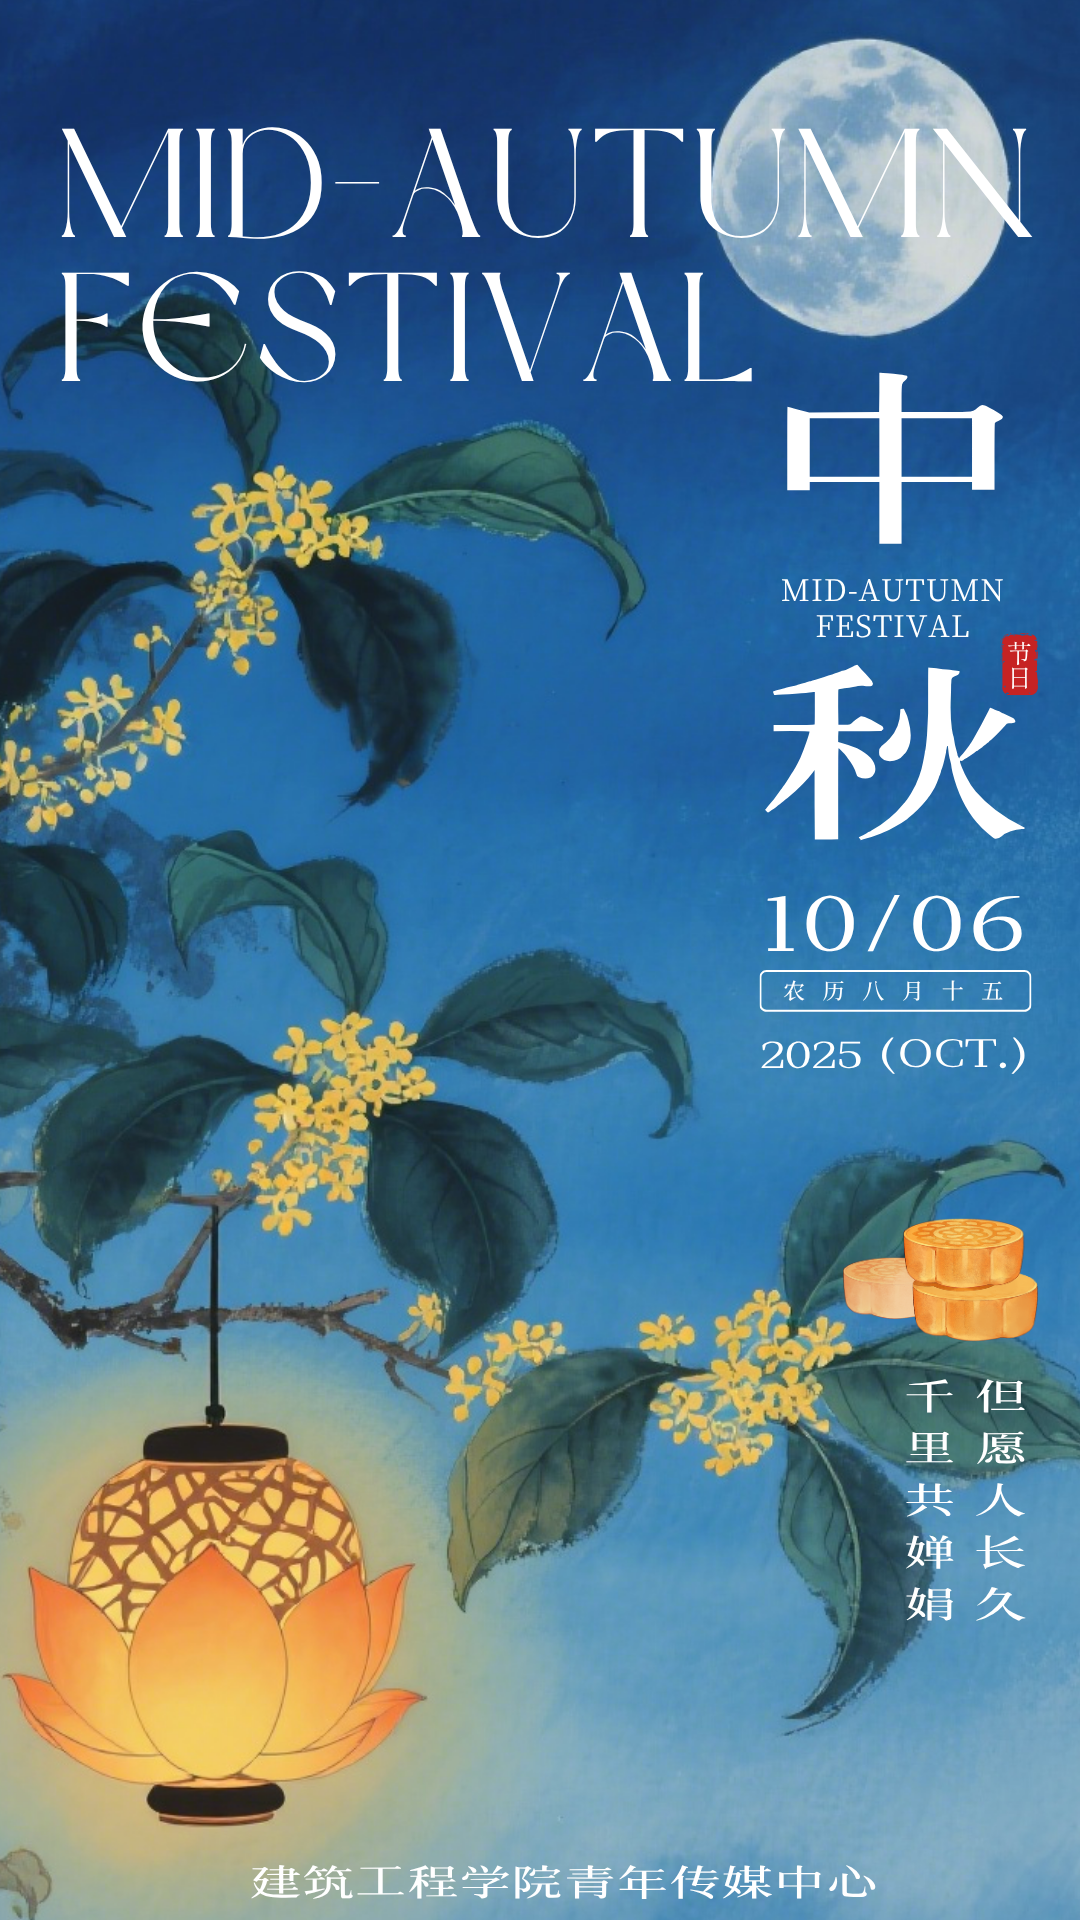 MID-AUTUMN
FESTIVAL
中
MID-AUTUMN
FESTIVAL
节日
秋
10/06
农历八月十五
2025 (OCT.)
但愿人长久
千里共婵娟
建筑工程学院青年传媒中心